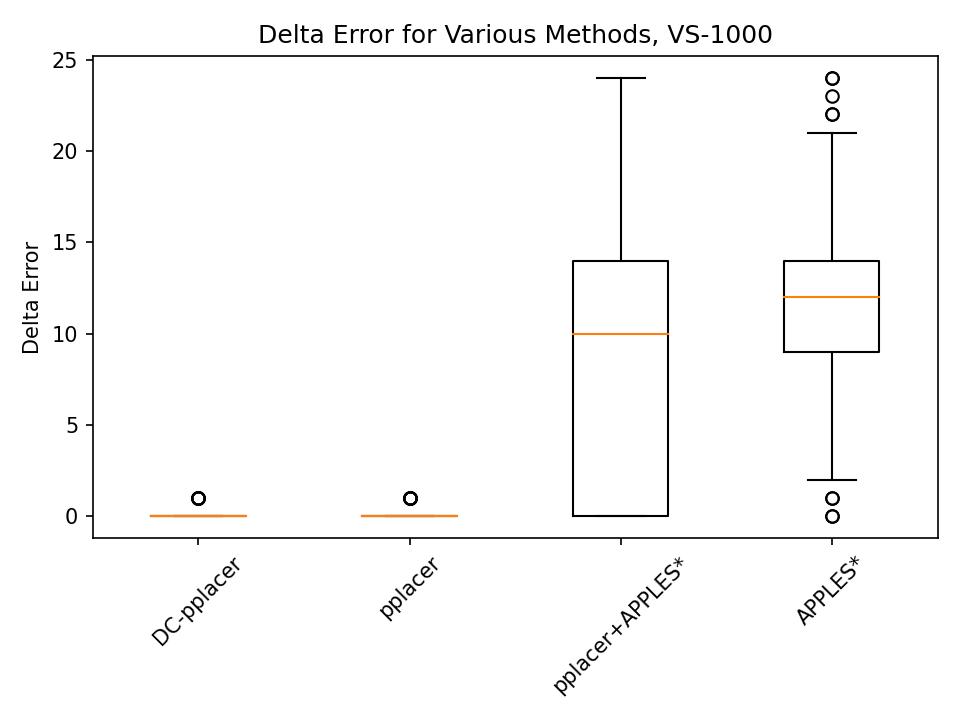 Delta Error for Various Methods, VS-1000
Delta Error
25
20
15
10
5
0
DC-pplacer
pplacer
pplacer+APPLES*
APPLES*